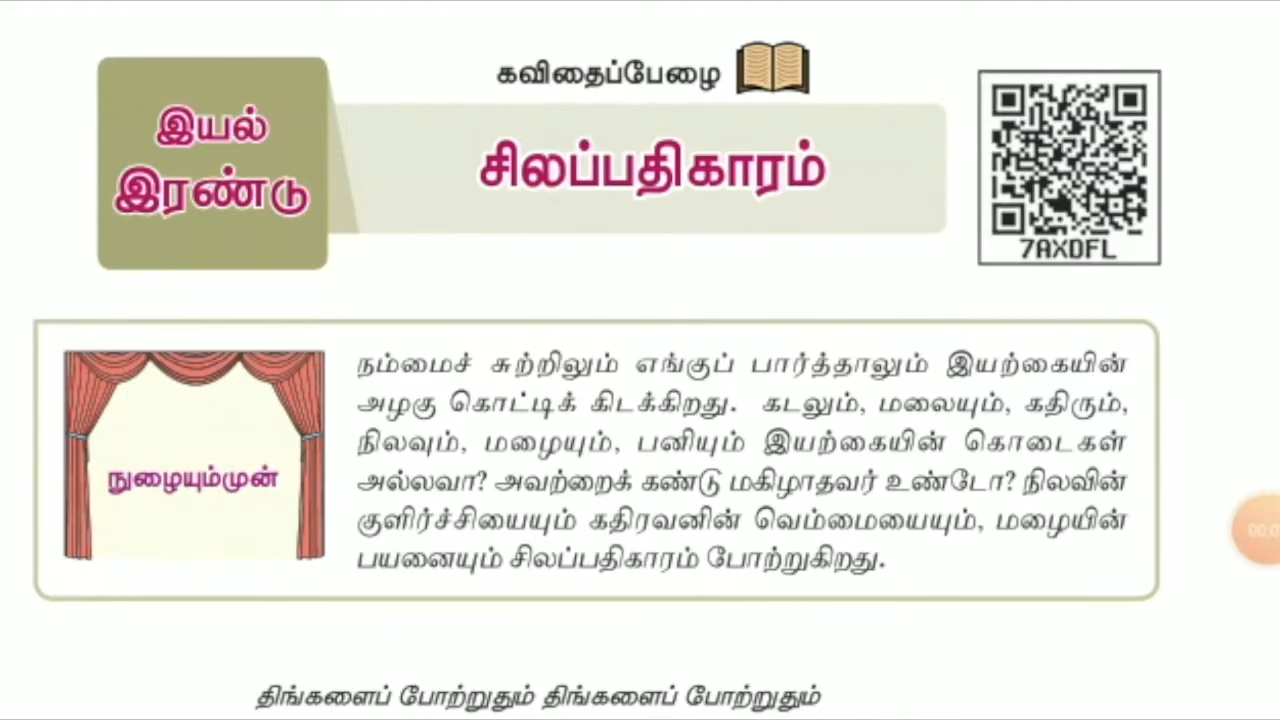 கவிதைப்பேழை
இயல்
இரண்டு
சிலப்பதிகாரம்
7AXDFL
நுழையும்முன்
நம்மைச் சுற்றிலும் எங்குப் பார்த்தாலும் இயற்கையின்
அழகு கொட்டிக் கிடக்கிறது. கடலும், மலையும், கதிரும்,
நிலவும், மழையும், பனியும் இயற்கையின் கொடைகள்
அல்லவா? அவற்றைக் கண்டு மகிழாதவர் உண்டோ? நிலவின்
குளிர்ச்சியையும் கதிரவனின் வெம்மையையும், மழையின்
பயனையும் சிலப்பதிகாரம் போற்றுகிறது.
திங்களைப் போற்றுதும் திங்களைப் போற்றுதும்